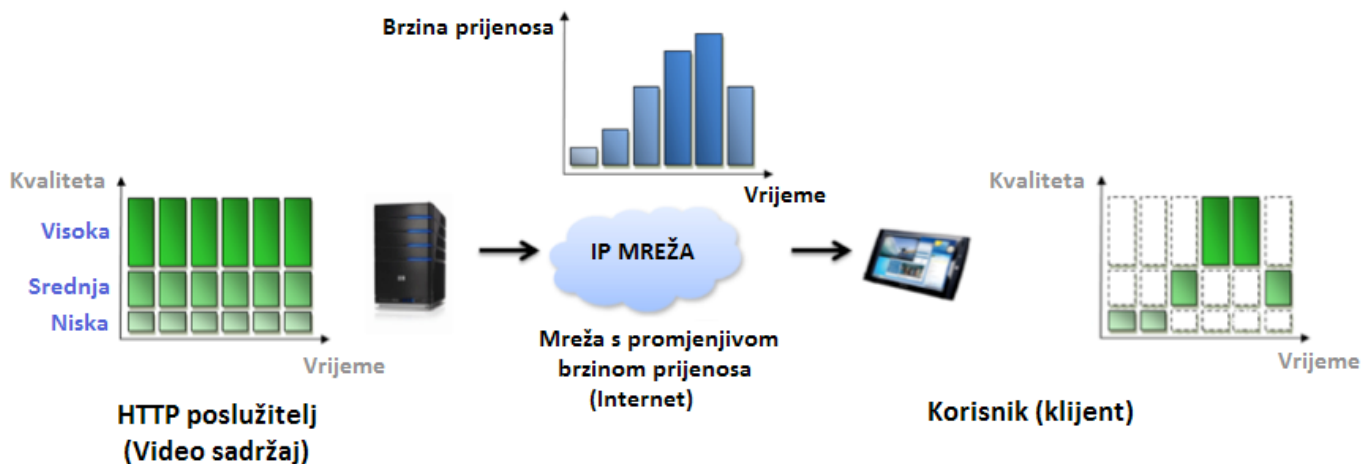 Brzina prijenosa
Vrijeme
Kvaliteta
Visoka
Srednja
Niska
Vrijeme
HTTP poslužitelj
(Video sadržaj)
IP MREŽA
Mreža s promjenjivom
brzinom prijenosa
(Internet)
Kvaliteta
Vrijeme
Korisnik (klijent)